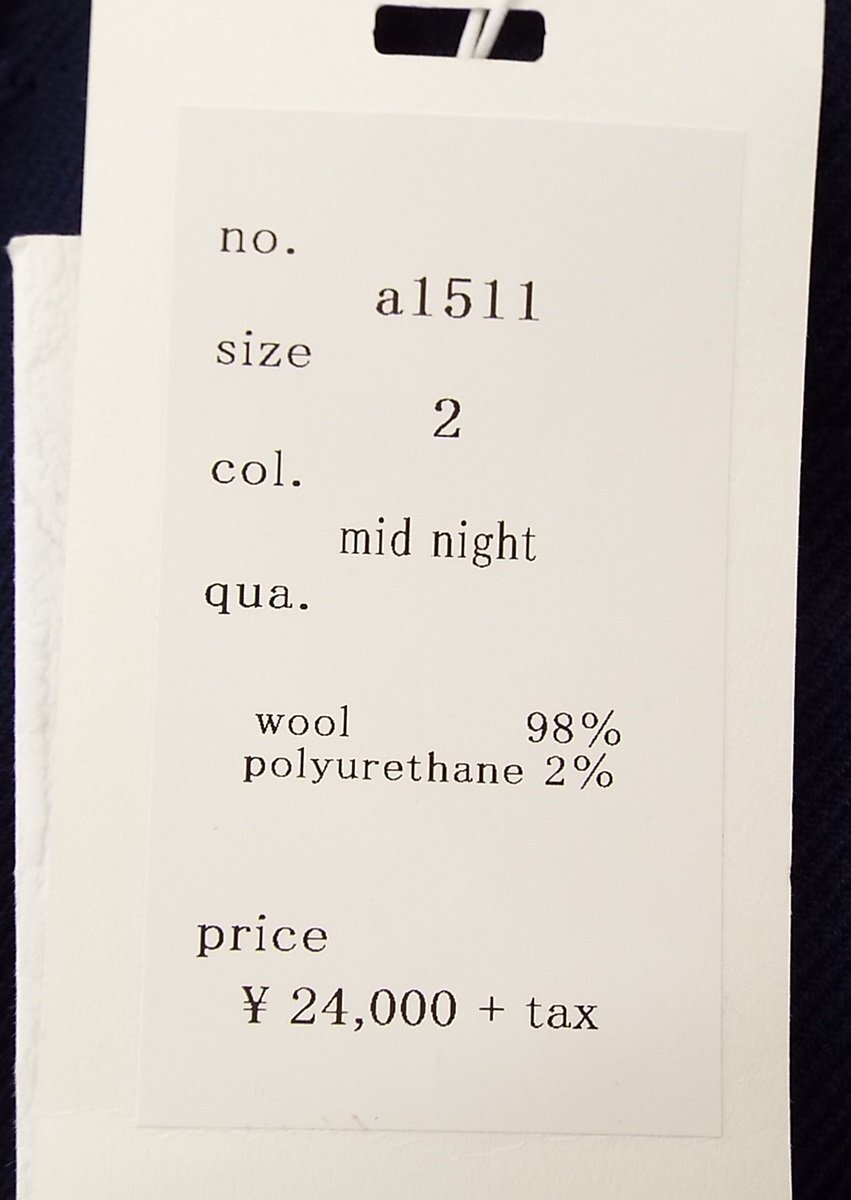 no.
a1511
size
2
col.
mid night
qua.
wool 98%
polyurethane 2%
price
¥ 24,000 + tax